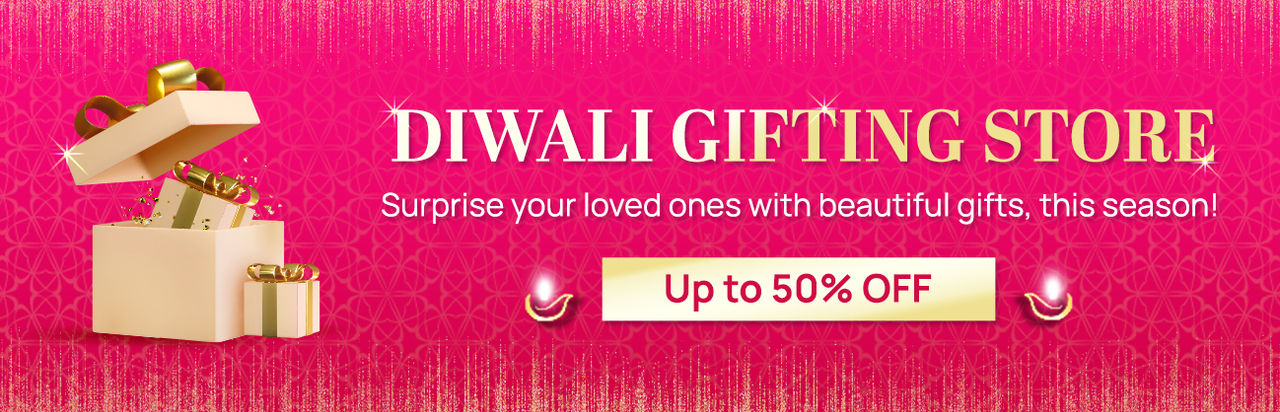 DIWALI GIFTING STORE
Surprise your loved ones with beautiful gifts, this season!
Up to 50% OFF